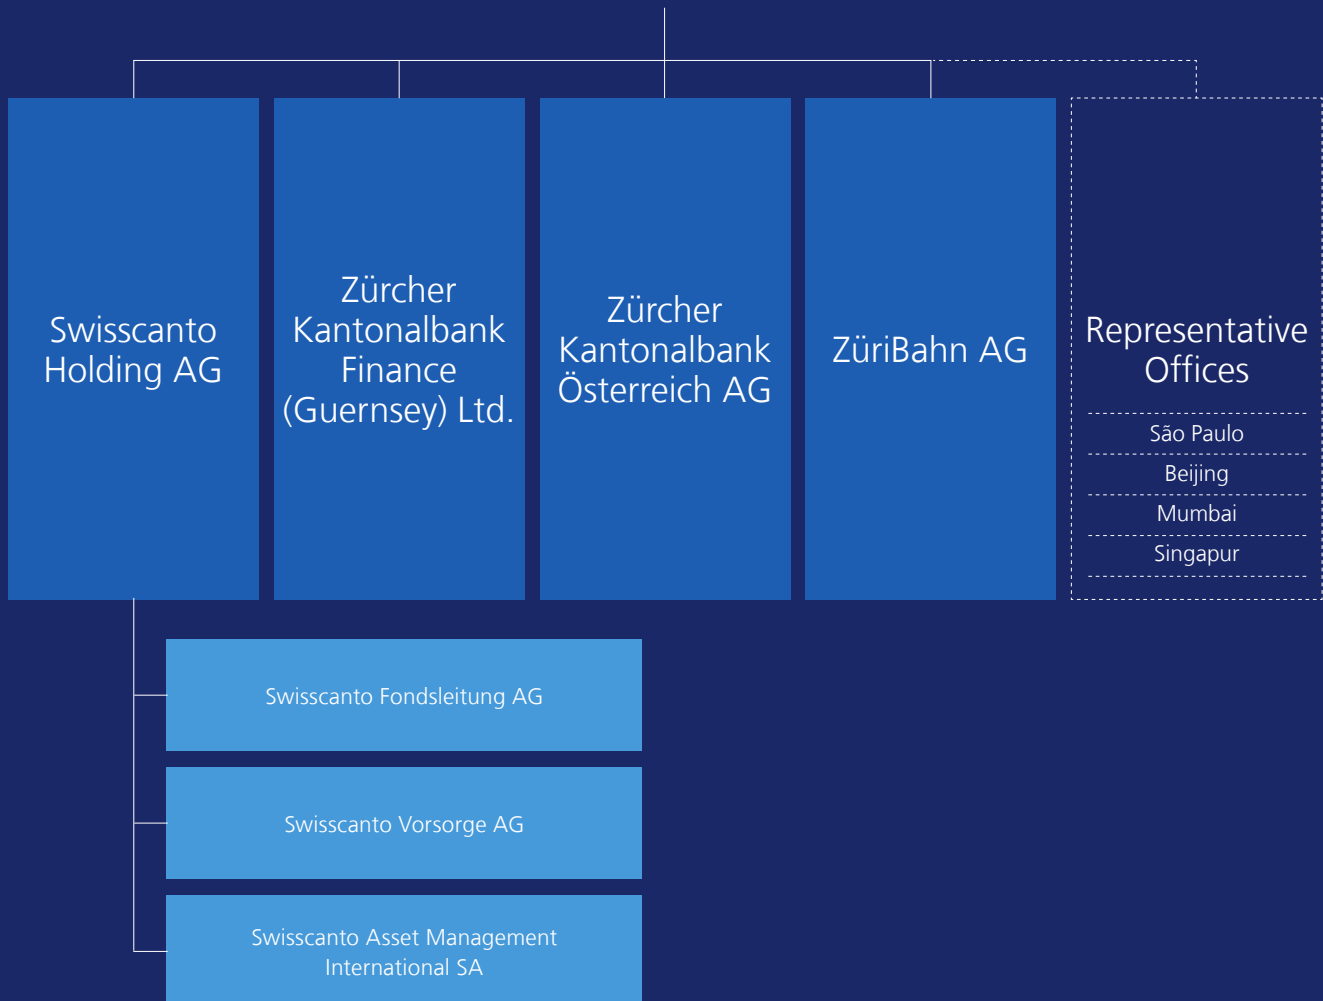 Swisscanto
Holding AG
Zürcher
Kantonalbank
Finance
(Guernsey) Ltd.
Zürcher
Kantonalbank
Österreich AG
ZüriBahn AG
Representative
Offices
São Paulo
Beijing
Mumbai
Singapur
Swisscanto Fondsleitung AG
Swisscanto Vorsorge AG
Swisscanto Asset Management
International SA